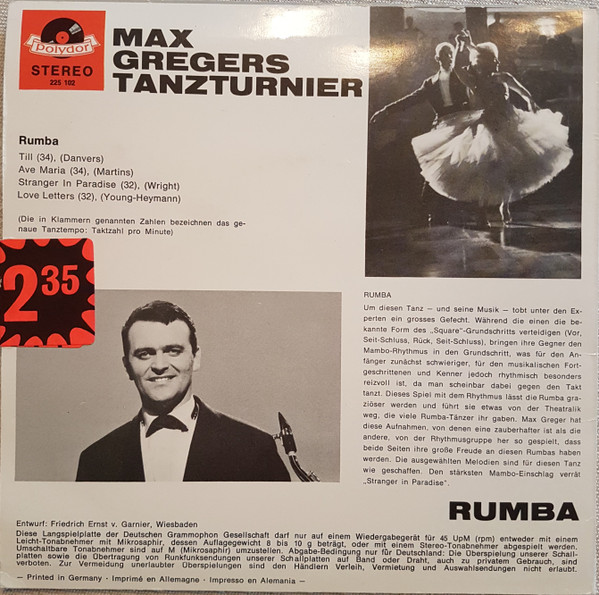 Polydor
STEREO
225 102
MAX
GREGERS
TANZTURNIER
Rumba
Till (34), (Danvers)
Ave Maria (34), (Martins)
Stranger In Paradise (32), (Wright)
Love Letters (32), (Young-Heymann)
(Die in Klammern genannten Zahlen bezeichnen das ge-
naue Tanztempo: Taktzahl pro Minute)
2 35
RUMBA
Um diesen Tanz – und seine Musik – tobt unter den Ex-
perten ein grosses Gefecht. Während die einen die be-
kannte Form des „Square"-Grundschritts verteidigen (Vor,
Seit-Schluss, Rück, Seit-Schluss), bringen ihre Gegner den
Mambo-Rhythmus in den Grundschritt, was für den An-
fänger zunächst schwieriger, für den musikalischen Fort-
geschrittenen und Kenner jedoch rhythmisch besonders
reizvoll ist, da man scheinbar dabei gegen den Takt
tanzt. Dieses Spiel mit dem Rhythmus lässt die Rumba gra-
ziöser werden und führt sie etwas von der Theatralik
weg, die viele Rumba-Tänzer ihr gaben. Max Greger hat
diese Aufnahmen, von denen eine zauberhafter ist als die
andere, von der Rhythmusgruppe her so gespielt, dass
beide Seiten ihre große Freude an diesen Rumbas haben
werden. Die ausgewählten Melodien sind für diesen Tanz
wie geschaffen. Den stärksten Mambo-Einschlag verrät
„Stranger in Paradise".
RUMBA
Entwurf: Friedrich Ernst v. Garnier, Wiesbaden
Diese Langspielplatte der Deutschen Grammophon Gesellschaft darf nur auf einem Wiedergabegerät für 45 UpM (rpm) entweder mit einem
Leicht-Tonabnehmer mit Mikrosaphir, dessen Auflagegewicht 8 bis 10 g beträgt, oder mit einem Stereo-Tonabnehmer abgespielt werden.
Umschaltbare Tonabnehmer sind auf M (Mikrosaphir) umzustellen. Abgabe-Bedingung nur für Deutschland: Die Überspielung unserer Schall-
platten sowie die Übertragung von Runkfunksendungen unserer Schallplatten auf Band oder Draht, auch zu privatem Gebrauch, sind
verboten. Zur Vermeidung unerlaubter Überspielungen sind den Händlern Verleih, Vermietung und Auswahlsendungen nicht erlaubt.
— Printed in Germany · Imprimé en Allemagne · Impresso en Alemania —